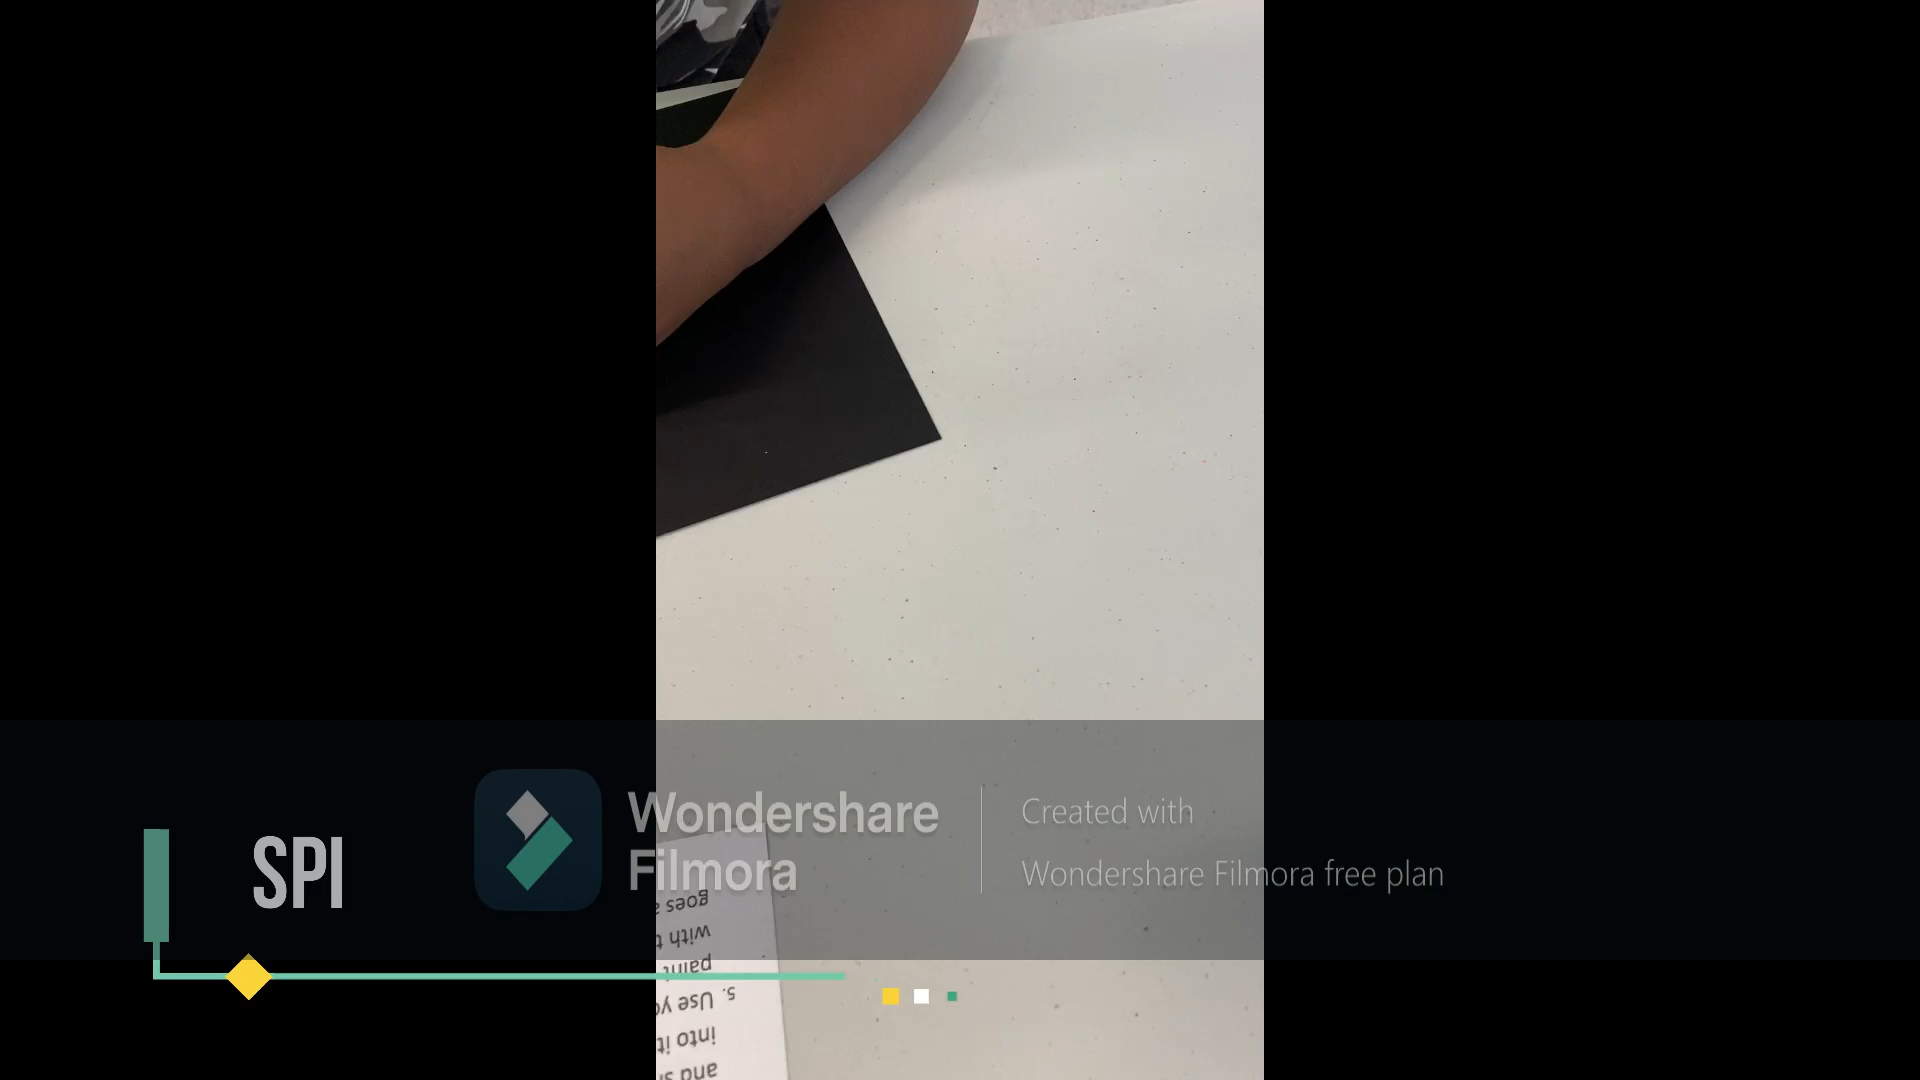 SPI
Wondershare
Filmora
Created with
Wondershare Filmora free plan
and
into it
5. Use
paint
with
goes